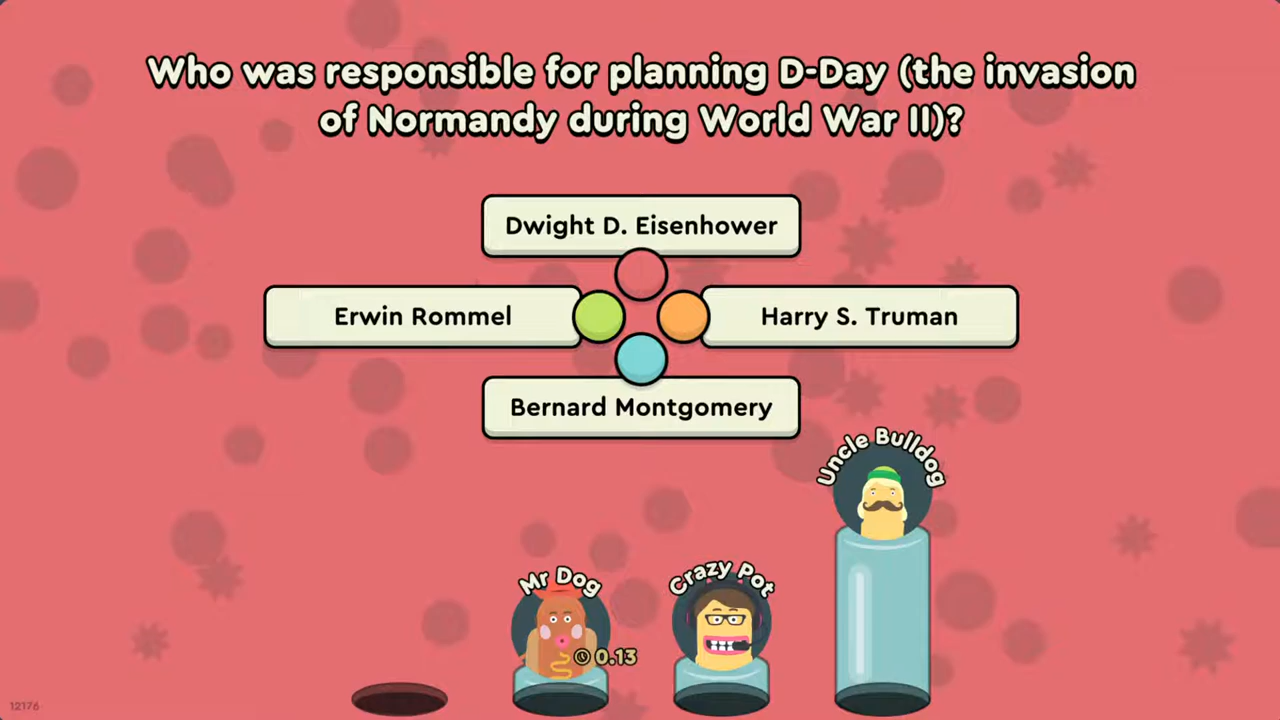 Who was responsible for planning D-Day (the invasion
of Normandy during World War II)?
Dwight D. Eisenhower
Erwin Rommel
Harry S. Truman
Bernard Montgomery
Uncle Bulldog
Mr Dog
Crazy Pot
0.13
12176